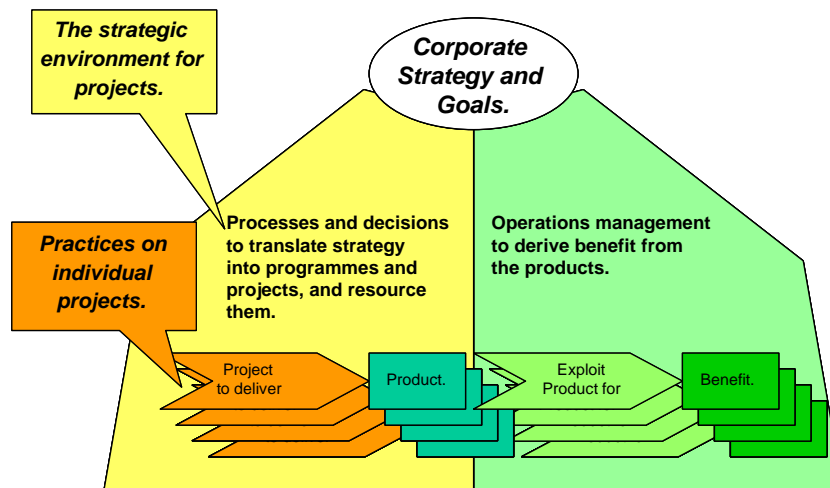 The strategic
environment for
projects.
Corporate
Strategy and
Goals.
Practices on
individual
projects.
Processes and decisions
to translate strategy
into programmes and
projects, and resource
them.
Operations management
to derive benefit from
the products.
Project
to deliver
Product.
Exploit
Product for
Benefit.